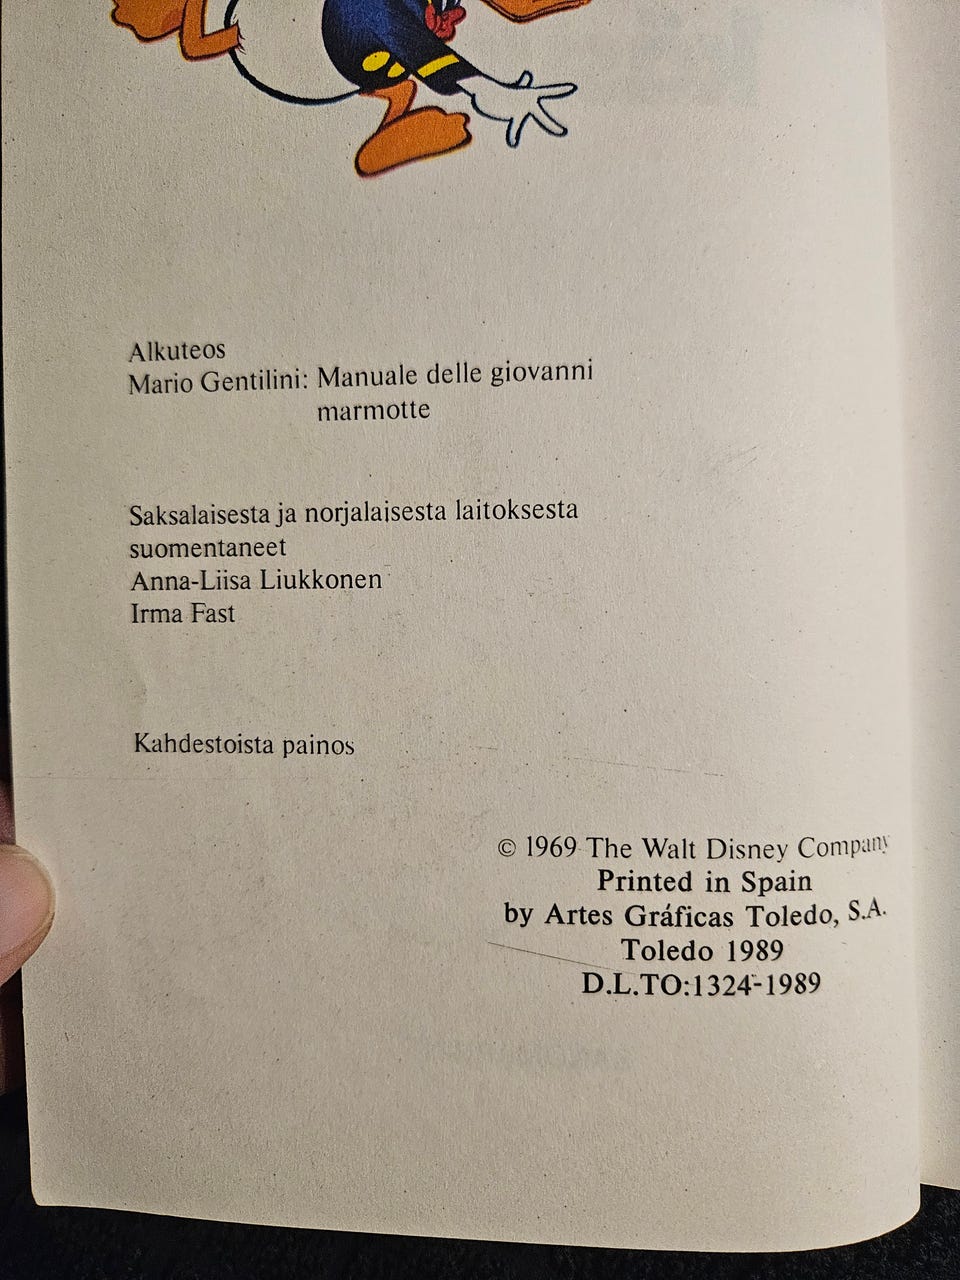 Alkuteos
Mario Gentilini: Manuale delle giovanni
marmotte
Saksalaisesta ja norjalaisesta laitoksesta
suomentaneet
Anna-Liisa Liukkonen
Irma Fast
Kahdestoista painos
© 1969 The Walt Disney Company
Printed in Spain
by Artes Gráficas Toledo, S.A.
Toledo 1989
D.L.TO:1324-1989